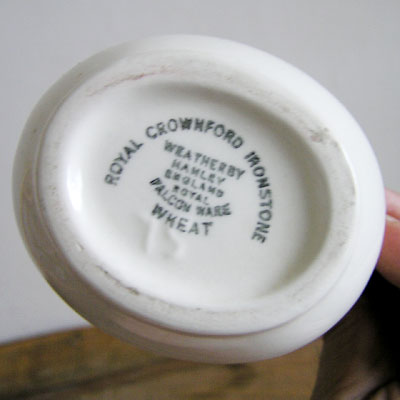 ROYAL CROWNFORD IRONSTONE
WEATHERBY
HANLEY
ENGLAND
ROYAL
FALCON WARE
WHEAT